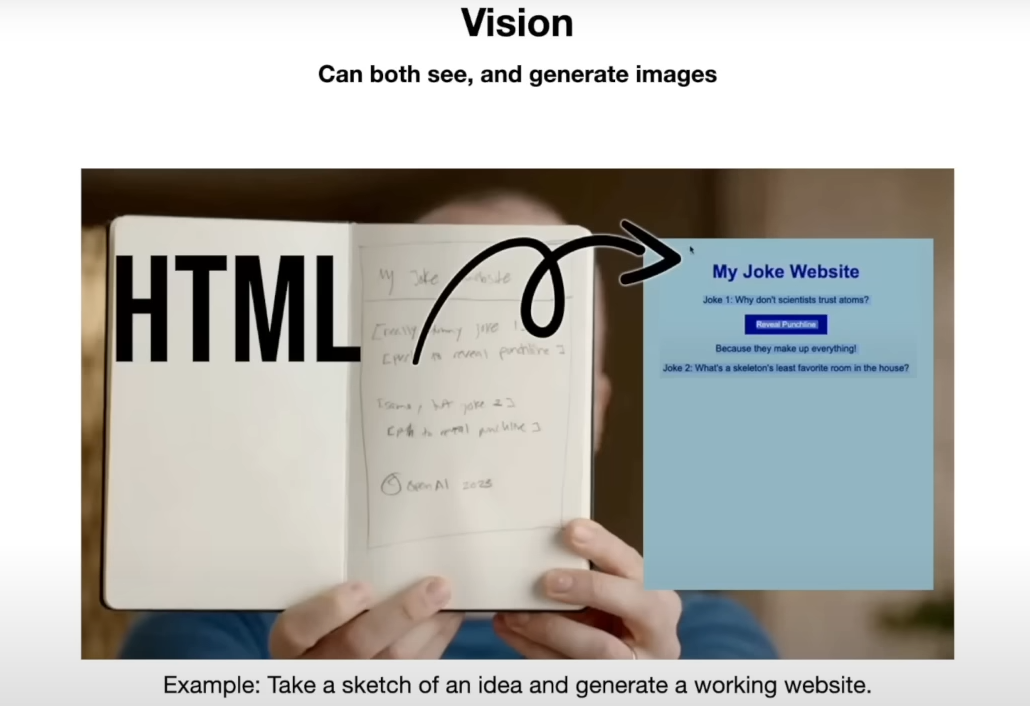 Vision
Can both see, and generate images
HTML
My Joke Website
[really funny joke 1]
[push to reveal punchline]
[some, but joke 2]
[push to reveal punchline]
© OpenAI 2023
My Joke Website
Joke 1: Why don't scientists trust atoms?
Reveal Punchline
Because they make up everything!
Joke 2: What's a skeleton's least favorite room in the house?
Example: Take a sketch of an idea and generate a working website.